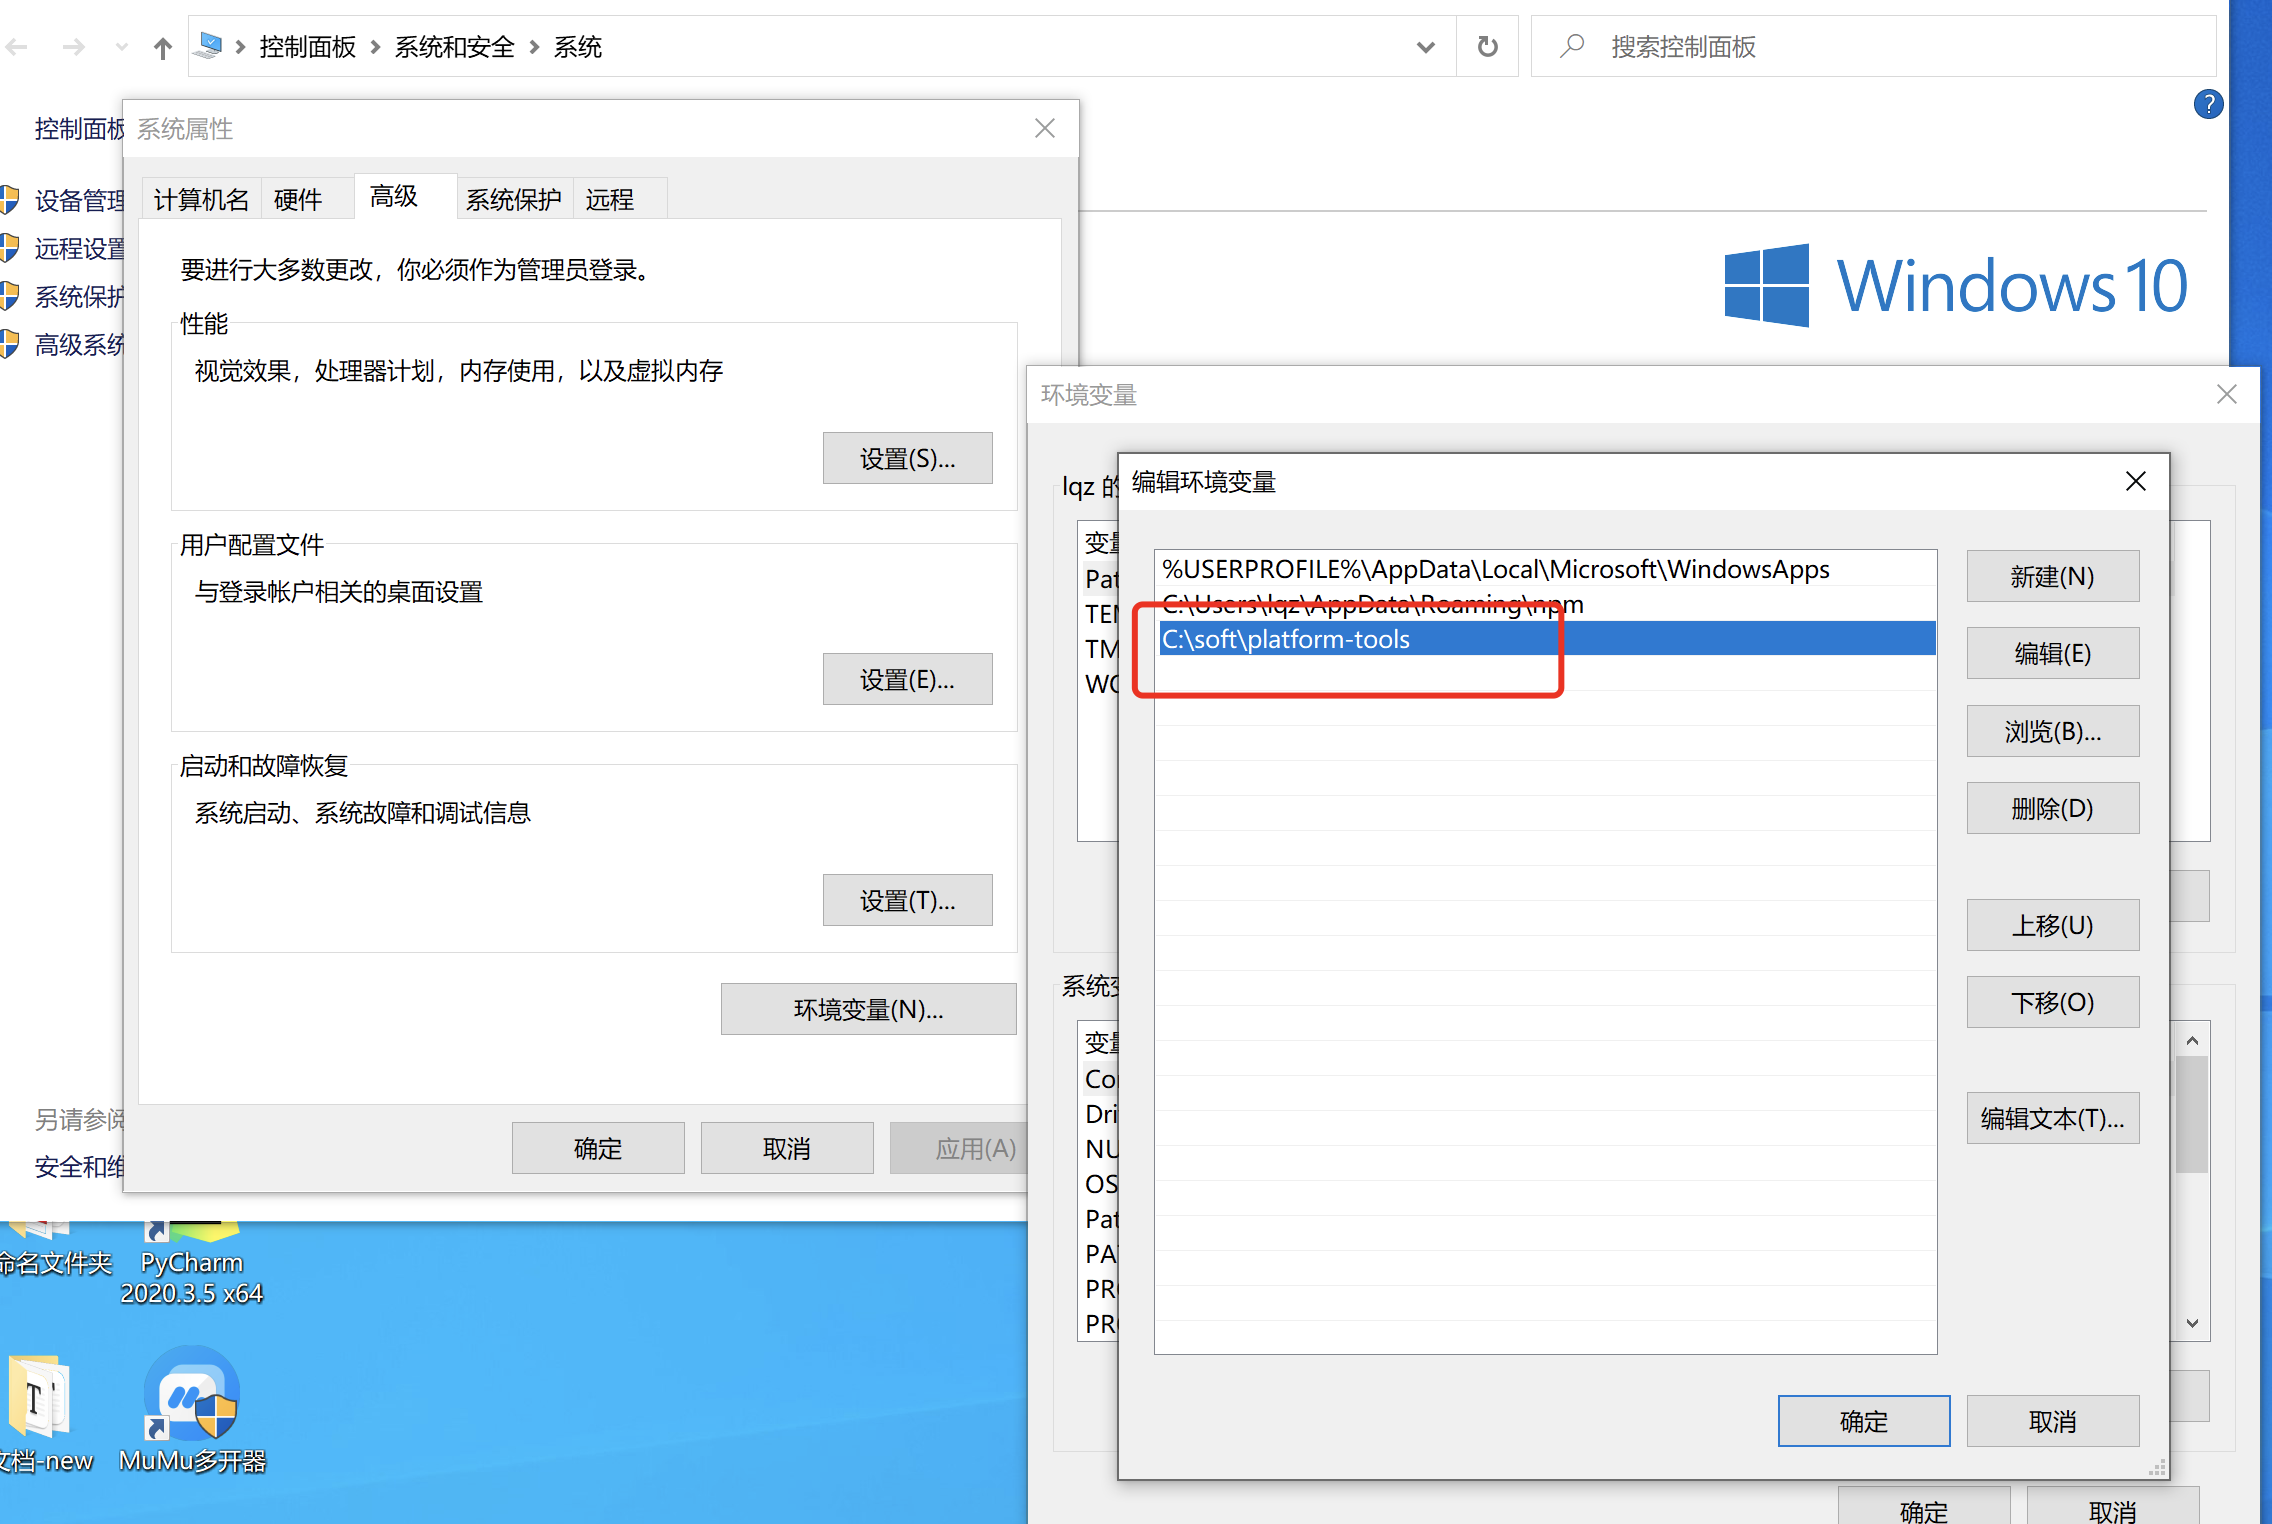 控制面板
系统和安全
系统
搜索控制面板
?
控制面板
设备管理
远程设置
系统保护
高级系统
另请参阅
安全和维
系统属性
计算机名
硬件
高级
系统保护
远程
要进行大多数更改，你必须作为管理员登录。
性能
视觉效果，处理器计划，内存使用，以及虚拟内存
设置(S)...
用户配置文件
与登录帐户相关的桌面设置
设置(E)...
启动和故障恢复
系统启动、系统故障和调试信息
设置(T)...
环境变量(N)...
确定
取消
应用(A)
Windows 10
环境变量
lqz 的
变量
Pat
TEM
TM
WO
系统变
变量
Cor
Dri
NU
OS
Pat
PAT
PRO
PRO
确定
取消
编辑环境变量
%USERPROFILE%\AppData\Local\Microsoft\WindowsApps
C:\Users\lqz\AppData\Roaming\npm
C:\soft\platform-tools
新建(N)
编辑(E)
浏览(B)...
删除(D)
上移(U)
下移(O)
编辑文本(T)...
确定
取消
命名文件夹
PyCharm
2020.3.5 x64
文档-new
MuMu多开器